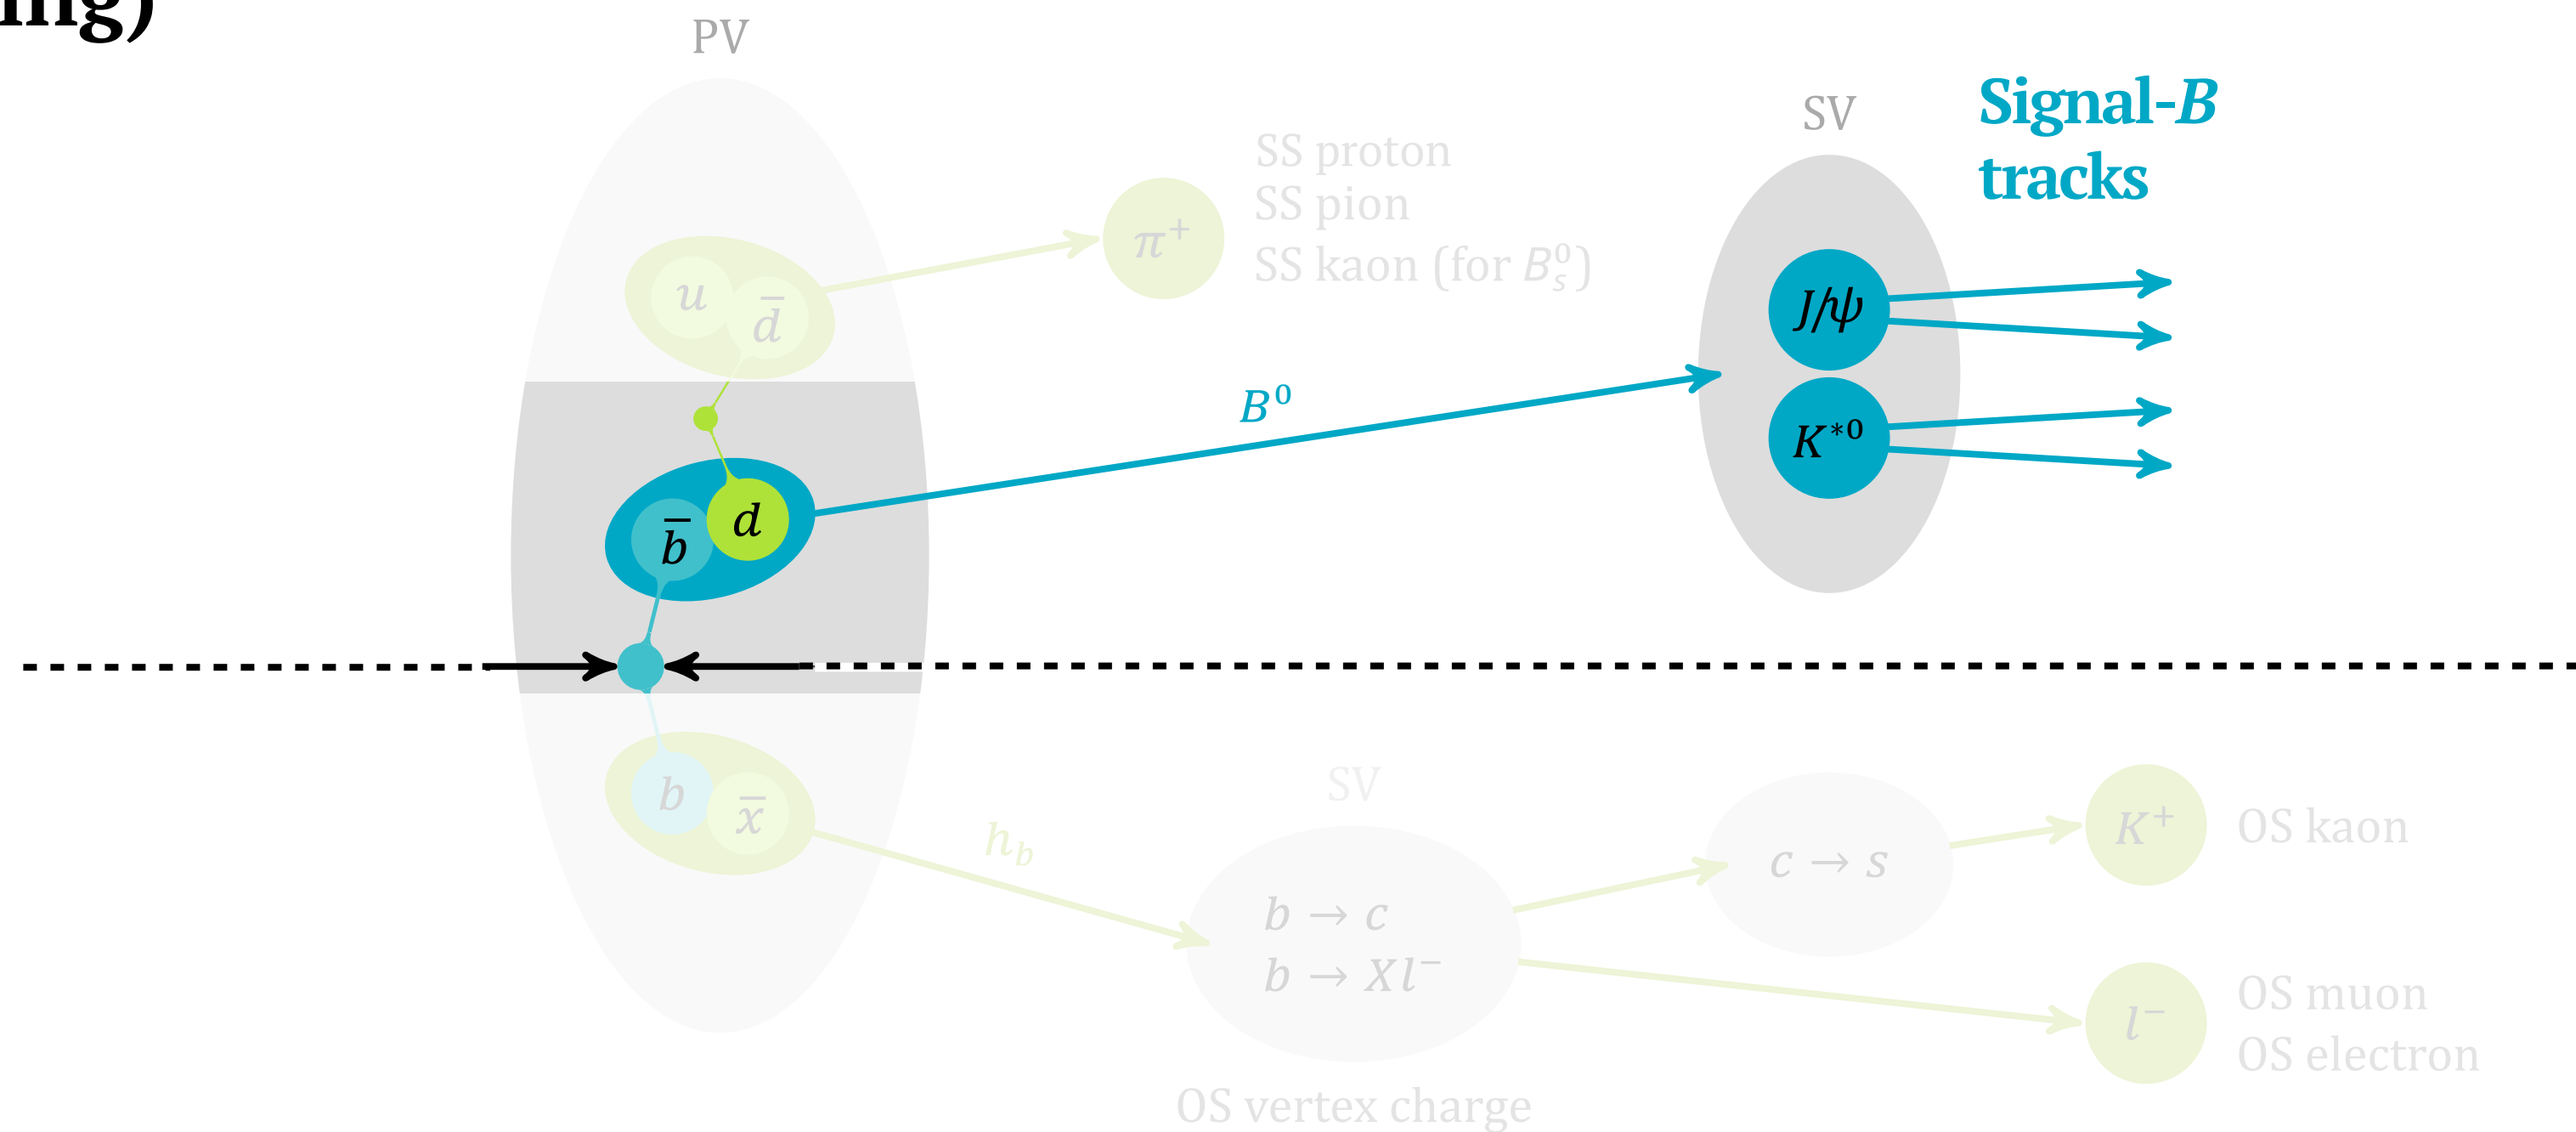 ing)
PV
SV
Signal-B
tracks
SS proton
SS pion
SS kaon (for B⁰ₛ)
π⁺
u
d̅
J/ψ
B⁰
K*⁰
b̅
d
b
x̅
h_b
SV
b → c
b → Xl⁻
c → s
K⁺
OS kaon
l⁻
OS muon
OS electron
OS vertex charge